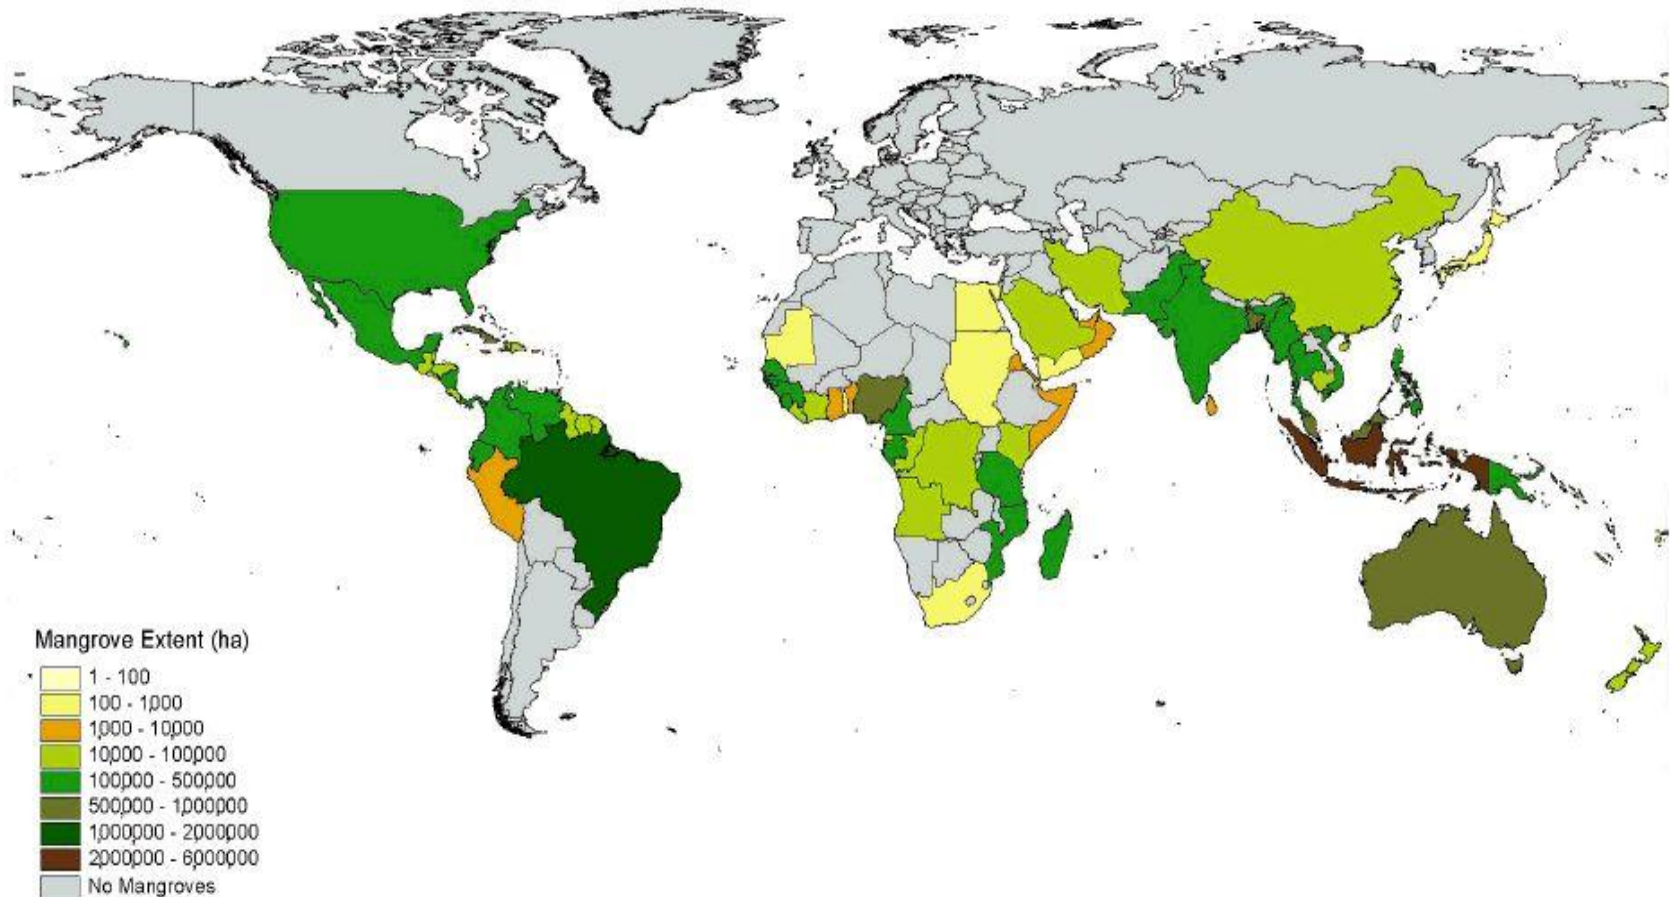 Mangrove Extent (ha)
1 - 100
100 - 1,000
1,000 - 10,000
10,000 - 100,000
100,000 - 500,000
500,000 - 1,000,000
1,000,000 - 2,000,000
2,000,000 - 6,000,000
No Mangroves